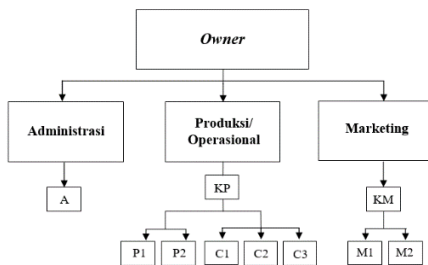 Owner
Administrasi
Produksi/
Operasional
Marketing
A
KP
KM
P1
P2
C1
C2
C3
M1
M2